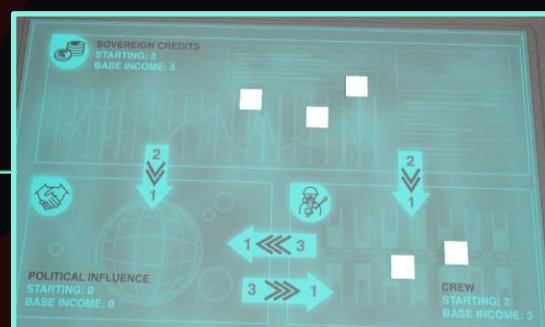 SOVEREIGN CREDITS
STARTING: 3
BASE INCOME: 3
2
1
2
1
1 3
3 1
POLITICAL INFLUENCE
STARTING: 0
BASE INCOME: 0
CREW
STARTING: 2
BASE INCOME: 3